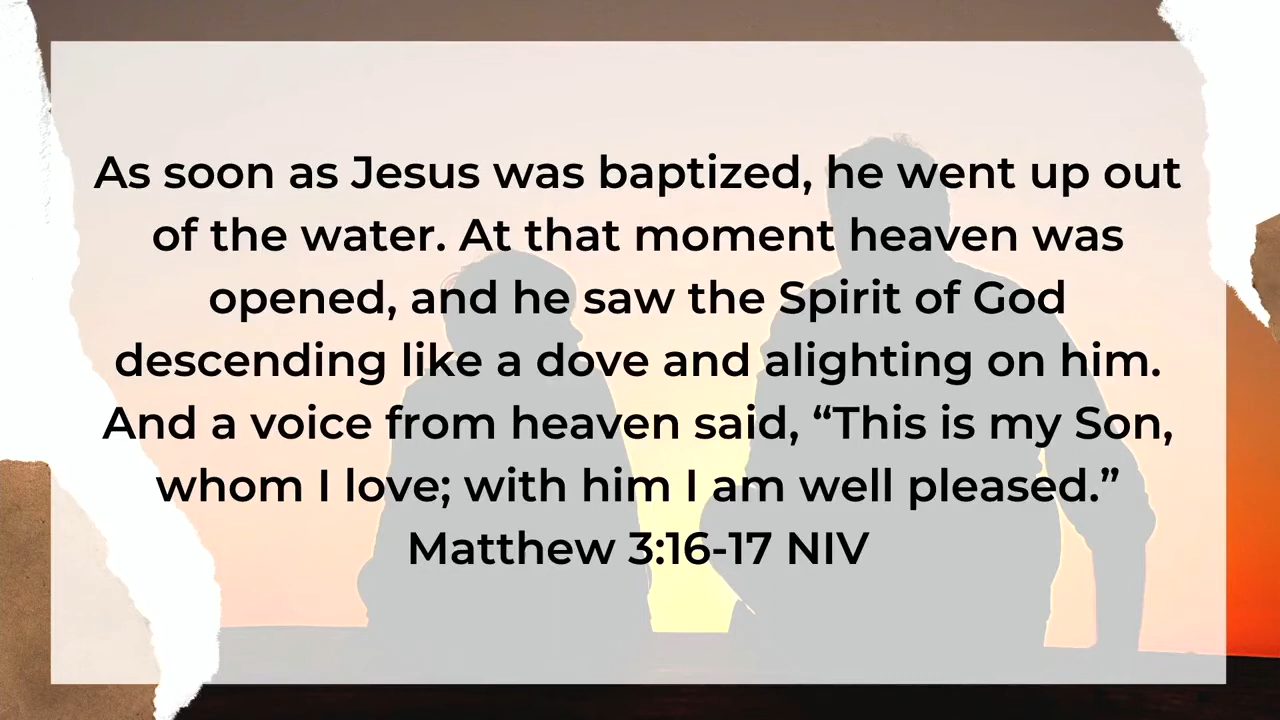 As soon as Jesus was baptized, he went up out
of the water. At that moment heaven was
opened, and he saw the Spirit of God
descending like a dove and alighting on him.
And a voice from heaven said, “This is my Son,
whom I love; with him I am well pleased.”
Matthew 3:16-17 NIV